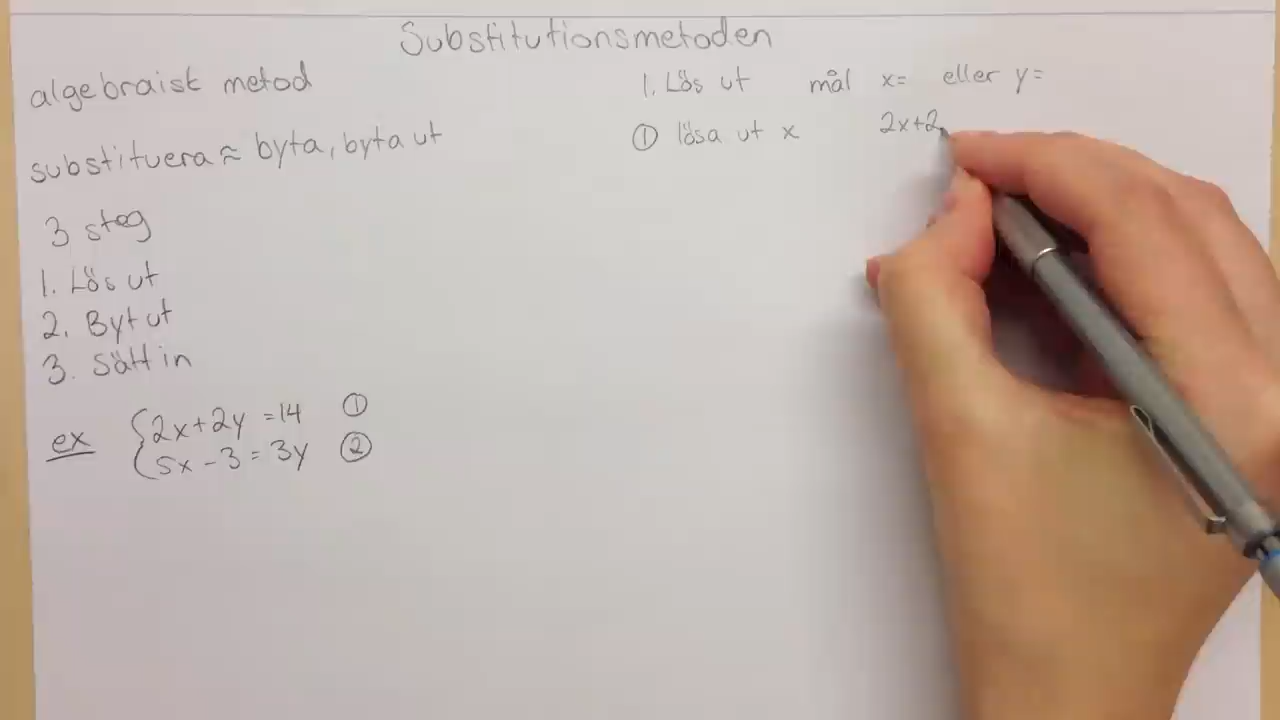 Substitutionsmetoden
algebraisk metod
substituera ≈ byta, byta ut
3 steg
1. Lös ut
2. Byt ut
3. Sätt in
ex {2x+2y=14 ①
5x-3=3y ②
1. Lös ut mål x= eller y=
① lösa ut x 2x+2